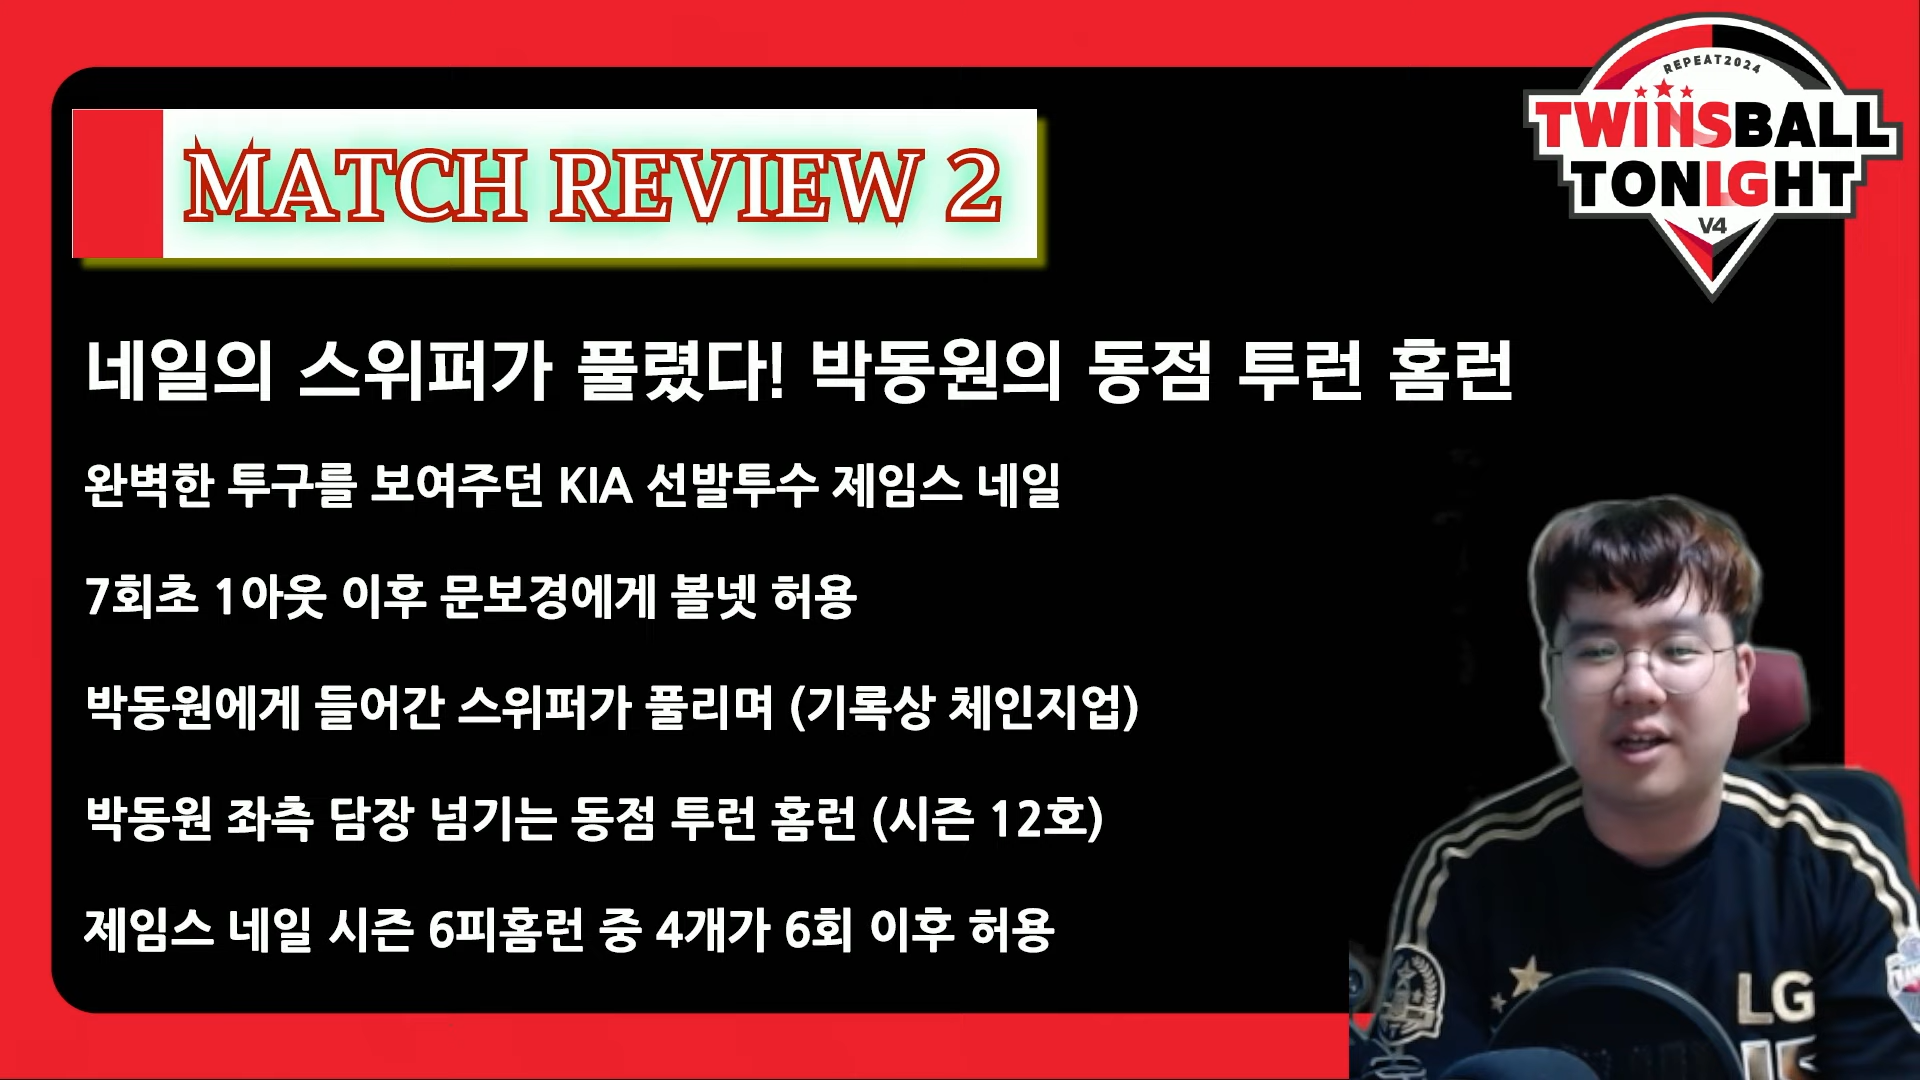 REPEAT2024
TWINSBALL
TONIGHT
V4
MATCH REVIEW 2
네일의 스위퍼가 풀렸다! 박동원의 동점 투런 홈런
완벽한 투구를 보여주던 KIA 선발투수 제임스 네일
7회초 1아웃 이후 문보경에게 볼넷 허용
박동원에게 들어간 스위퍼가 풀리며 (기록상 체인지업)
박동원 좌측 담장 넘기는 동점 투런 홈런 (시즌 12호)
제임스 네일 시즌 6피홈런 중 4개가 6회 이후 허용
LG